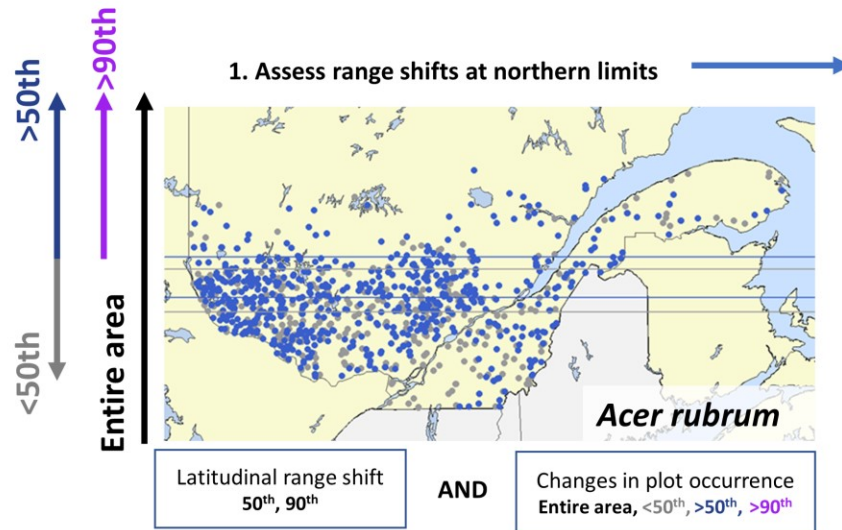 1. Assess range shifts at northern limits
>50th
>90th
<50th
Entire area
Acer rubrum
Latitudinal range shift
50th, 90th
AND
Changes in plot occurrence
Entire area, <50th, >50th, >90th